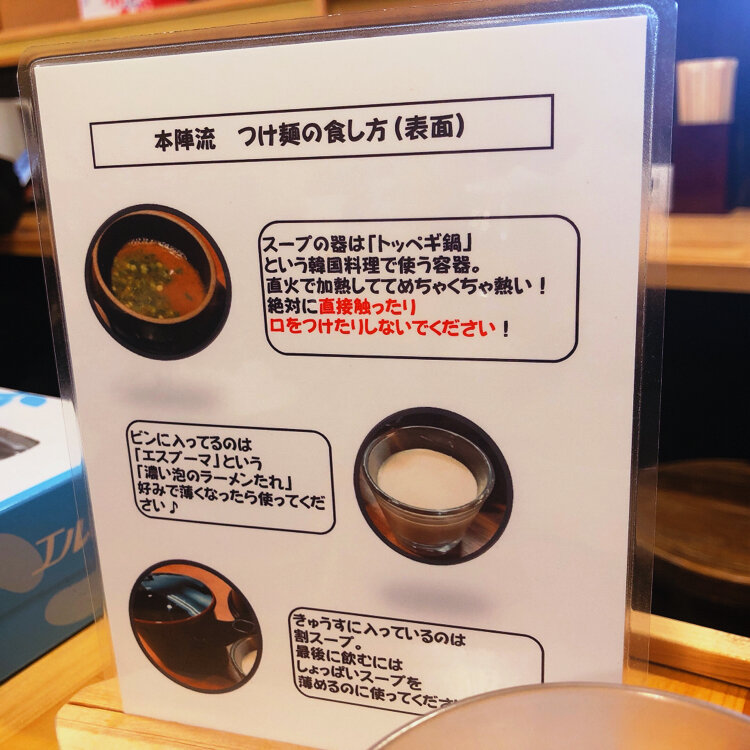 本陣流　つけ麺の食し方(表面)
スープの器は「トッペギ鍋」
という韓国料理で使う容器。
直火で加熱しててめちゃくちゃ熱い！
絶対に直接触ったり
口をつけたりしないでください！
ビンに入ってるのは
「エスプーマ」という
「濃い泡のラーメンたれ」
好みで薄くなったら使ってくだ
さい♪
きゅうすに入っているのは
割スープ。
最後に飲むには
しょっぱいスープを
薄めるのに使ってくださ
エル